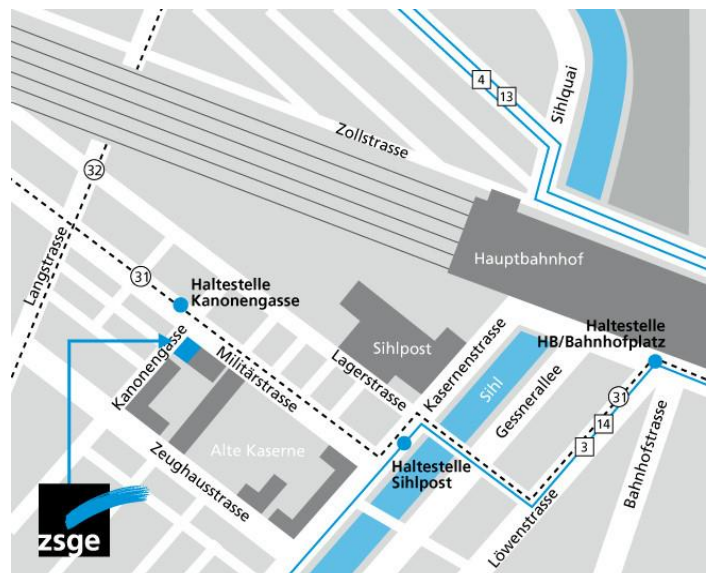 4
13
Sihlquai
Zollstrasse
32
Hauptbahnhof
Langstrasse
31
Haltestelle
Kanonengasse
Haltestelle
HB/Bahnhofplatz
Sihlpost
Kasernenstrasse
Lagerstrasse
Sihl
Gessnerallee
Kanonengasse
Militärstrasse
31
14
3
Alte Kaserne
Zeughausstrasse
Haltestelle
Sihlpost
Bahnhofstrasse
Löwenstrasse
zsge